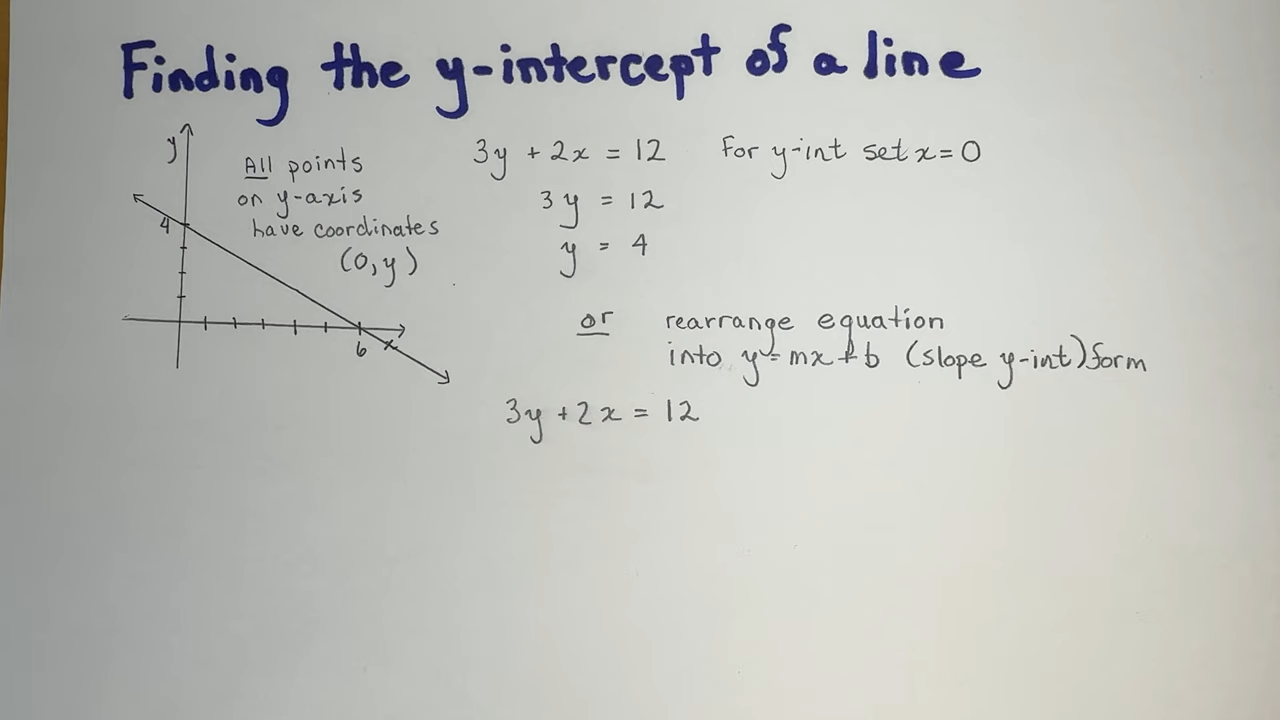 Finding the y-intercept of a line
y
All points
on y-axis
have coordinates
(0,y)
4
6
x
3y + 2x = 12 For y-int set x=0
3y = 12
y = 4
or rearrange equation
into y=mx+b (slope y-int) form
3y+2x = 12